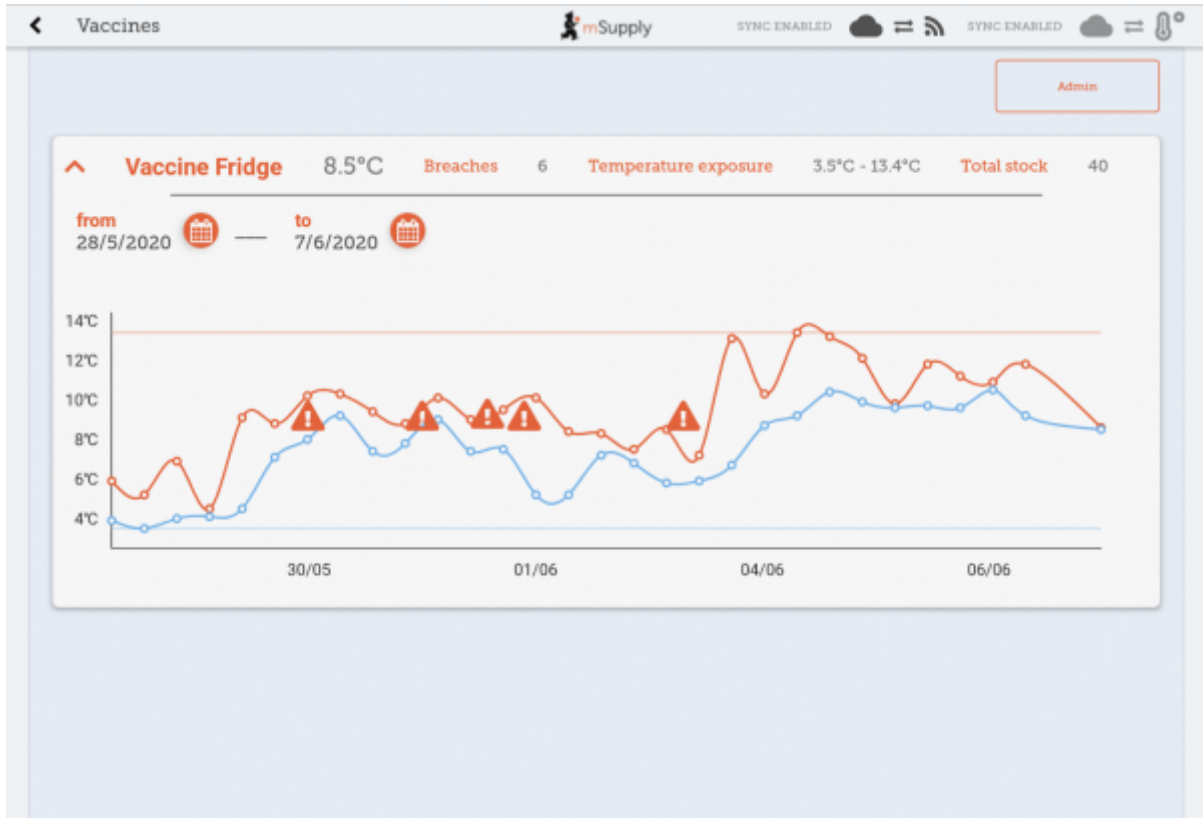 Vaccines
mSupply
SYNC ENABLED
SYNC ENABLED
Admin
Vaccine Fridge 8.5°C Breaches 6 Temperature exposure 3.5°C - 13.4°C Total stock 40
from to
28/5/2020 — 7/6/2020
14°C
12°C
10°C
8°C
6°C
4°C
30/05 01/06 04/06 06/06